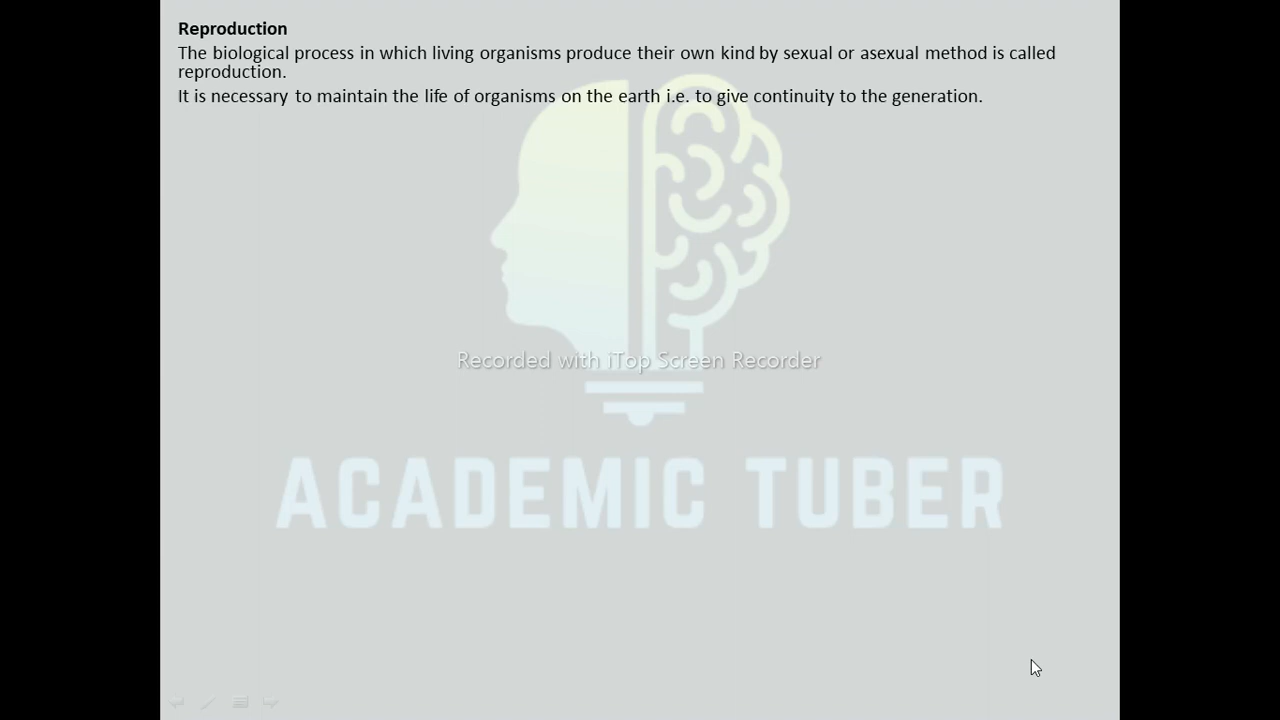 Reproduction
The biological process in which living organisms produce their own kind by sexual or asexual method is called
reproduction.
It is necessary to maintain the life of organisms on the earth i.e. to give continuity to the generation.
Recorded with iTop Screen Recorder
ACADEMIC TUBER